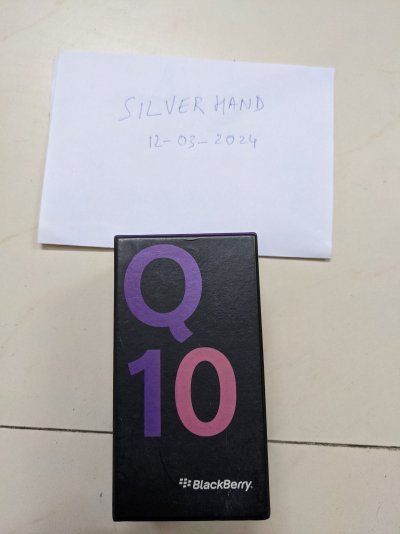 SILVER HAND
12-03-2024
Q
10
BlackBerry